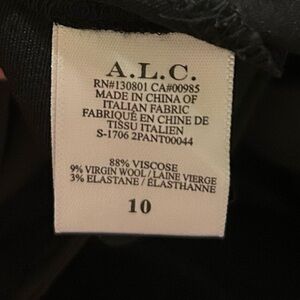 A.L.C.
RN#130801 CA#00985
MADE IN CHINA OF
ITALIAN FABRIC
FABRIQUÉ EN CHINE DE
TISSU ITALIEN
S-1706 2PANT00044
88% VISCOSE
9% VIRGIN WOOL / LAINE VIERGE
3% ELASTANE / ÉLASTHANNE
10